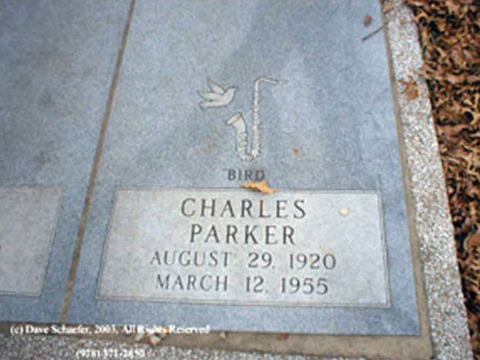 "BIRD"
CHARLES
PARKER
AUGUST 29, 1920
MARCH 12, 1955
(c) Dave Schaefer, 2003, All Rights Reserved